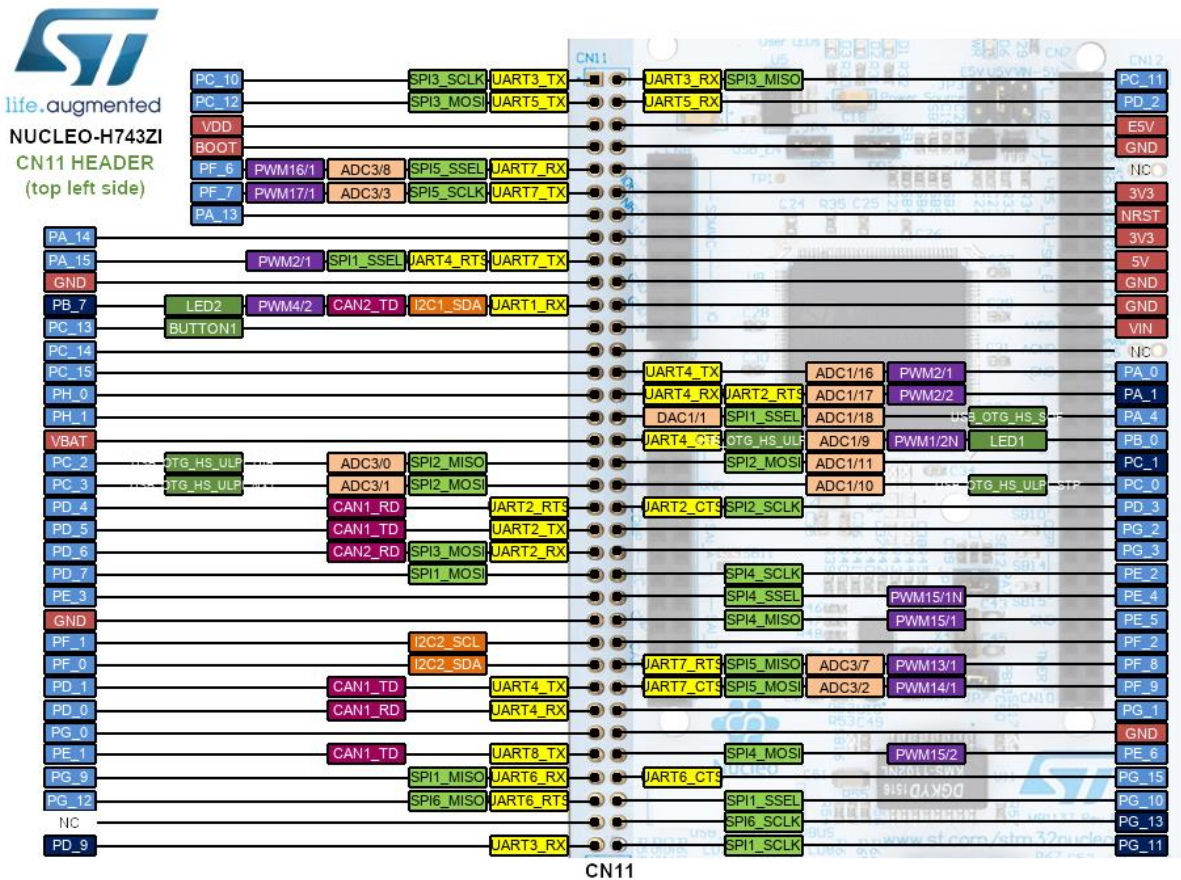 life.augmented
NUCLEO-H743ZI
CN11 HEADER
(top left side)
CN11
PC_10 SPI3_SCLK UART3_TX UART3_RX SPI3_MISO PC_11
PC_12 SPI3_MOSI UART5_TX UART5_RX PD_2
VDD E5V
BOOT GND
PF_6 PWM16/1 ADC3/8 SPI5_SSEL UART7_RX NC
PF_7 PWM17/1 ADC3/3 SPI5_SCLK UART7_TX 3V3
PA_13 NRST
PA_14 3V3
PA_15 PWM2/1 SPI1_SSEL UART4_RTS UART7_TX 5V
GND GND
PB_7 LED2 PWM4/2 CAN2_TD I2C1_SDA UART1_RX GND
PC_13 BUTTON1 VIN
PC_14 NC
PC_15 UART4_TX ADC1/16 PWM2/1 PA_0
PH_0 UART4_RX UART2_RTS ADC1/17 PWM2/2 PA_1
PH_1 DAC1/1 SPI1_SSEL ADC1/18 USB_OTG_HS_SOF PA_4
VBAT UART4_CTS OTG_HS_ULP ADC1/9 PWM1/2N LED1 PB_0
PC_2 ADC3/0 SPI2_MISO SPI2_MOSI ADC1/11 PC_1
PC_3 ADC3/1 SPI2_MOSI ADC1/10 USB_OTG_HS_ULPI_STP PC_0
PD_4 CAN1_RD UART2_RTS UART2_CTS SPI2_SCLK PD_3
PD_5 CAN1_TD UART2_TX PG_2
PD_6 CAN2_RD SPI3_MOSI UART2_RX PG_3
PD_7 SPI1_MOSI SPI4_SCLK PE_2
PE_3 SPI4_SSEL PWM15/1N PE_4
GND SPI4_MISO PWM15/1 PE_5
PF_1 I2C2_SCL PF_2
PF_0 I2C2_SDA UART7_RTS SPI5_MISO ADC3/7 PWM13/1 PF_8
PD_1 CAN1_TD UART4_TX UART7_CTS SPI5_MOSI ADC3/2 PWM14/1 PF_9
PD_0 CAN1_RD UART4_RX PG_1
PG_0 GND
PE_1 CAN1_TD UART8_TX SPI4_MOSI PWM15/2 PE_6
PG_9 SPI1_MISO UART6_RX UART6_CTS PG_15
PG_12 SPI6_MISO UART6_RTS SPI1_SSEL PG_10
NC SPI6_SCLK PG_13
PD_9 UART3_RX SPI1_SCLK PG_11
www.st.com/stm32nucleo
CN11